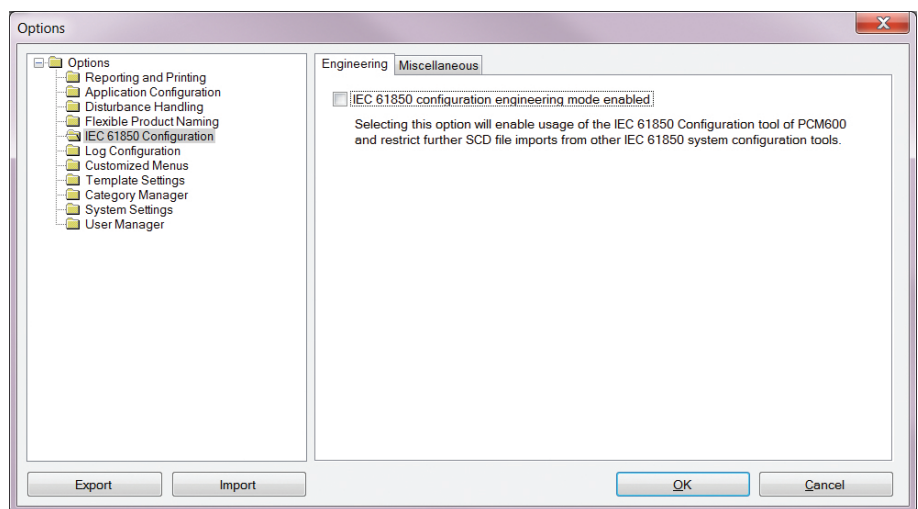 Options
Options
Reporting and Printing
Application Configuration
Disturbance Handling
Flexible Product Naming
IEC 61850 Configuration
Log Configuration
Customized Menus
Template Settings
Category Manager
System Settings
User Manager
Engineering
Miscellaneous
IEC 61850 configuration engineering mode enabled
Selecting this option will enable usage of the IEC 61850 Configuration tool of PCM600
and restrict further SCD file imports from other IEC 61850 system configuration tools.
Export
Import
OK
Cancel